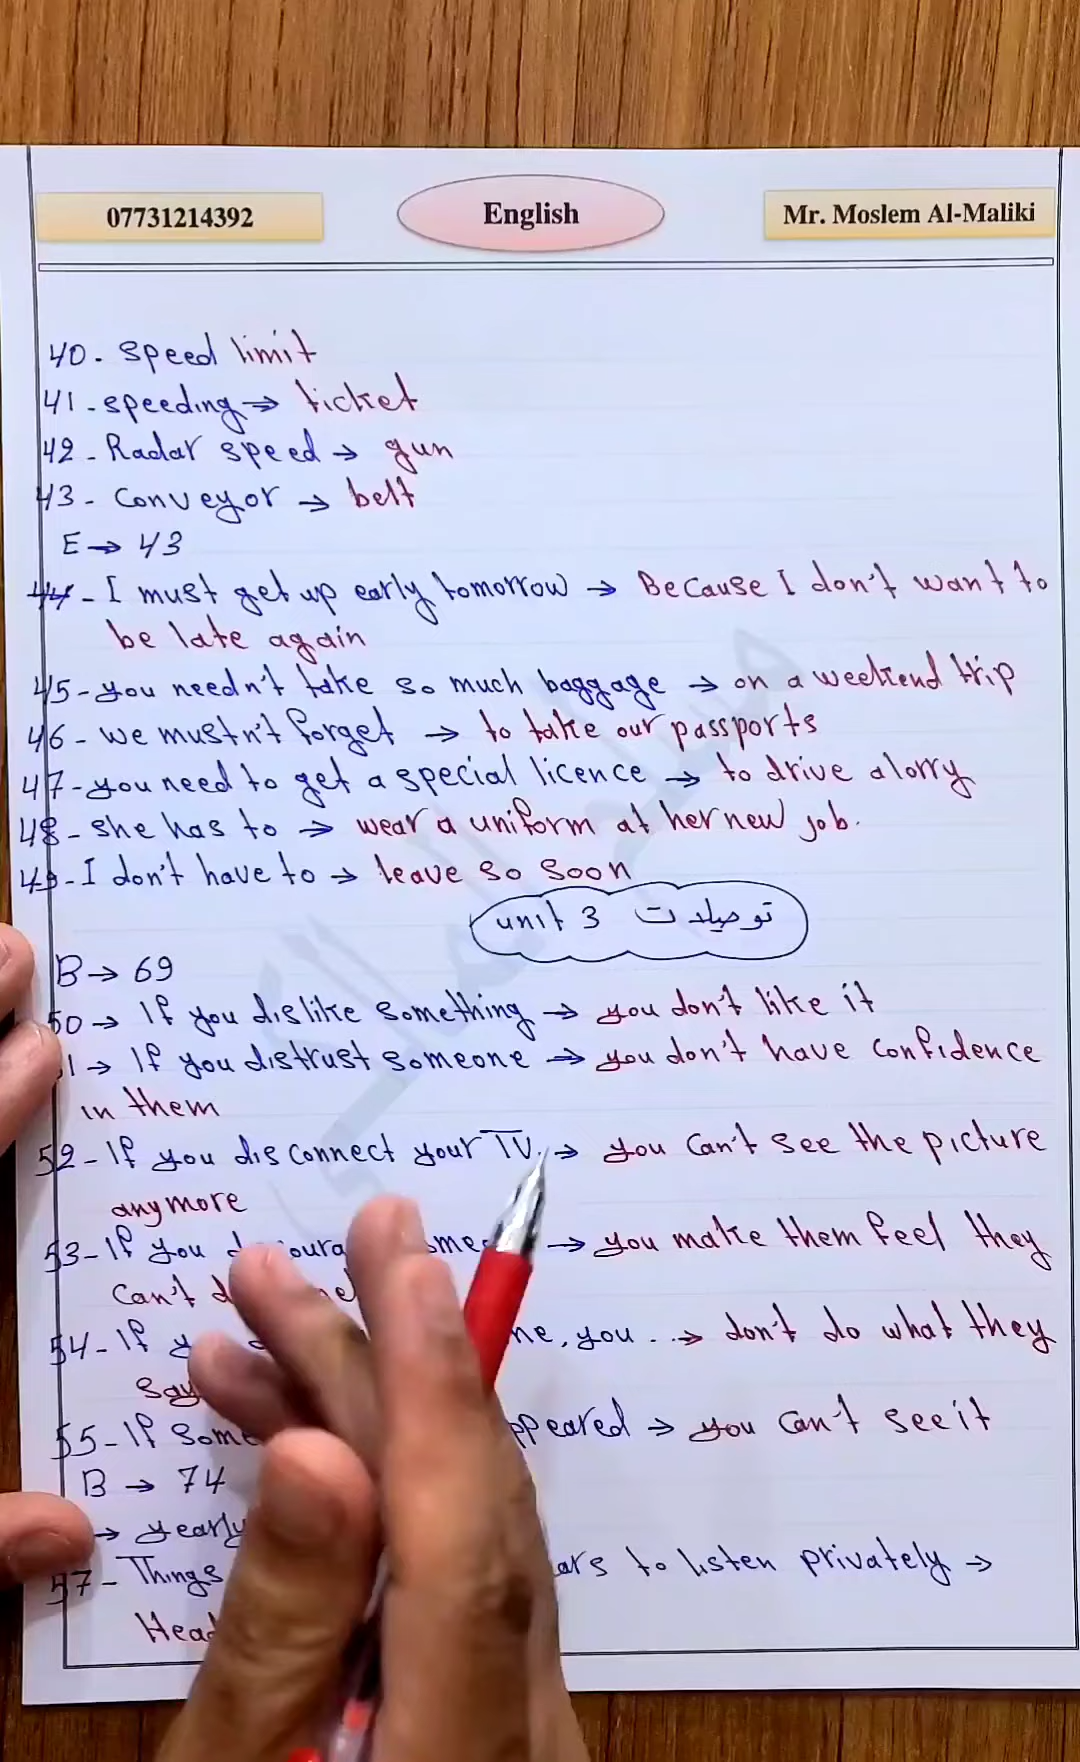 07731214392
English
Mr. Moslem Al-Maliki
40. speed limit
41-speeding → ticket
42- Radar speed → gun
43- conveyor → belt
E → 43
44- I must get up early tomorrow → Because I don't want to
be late again
45-you needn't take so much baggage → on a weekend trip
46- we mustn't forget → to take our passports
47-you need to get a special licence → to drive a lorry
48-she has to → wear a uniform at her new job.
49-I don't have to → leave so soon
unit 3 توصيلات
B → 69
50 → If you dislike something → you don't like it
1 → If you distrust someone → you don't have confidence
in them
52-If you disconnect your TV. → you can't see the picture
anymore
53-If you → you make them feel they
can't
54-If you .. → don't do what they
say
55-If → you can't see it
B → 74
→ yearly
57- Things to listen privately →